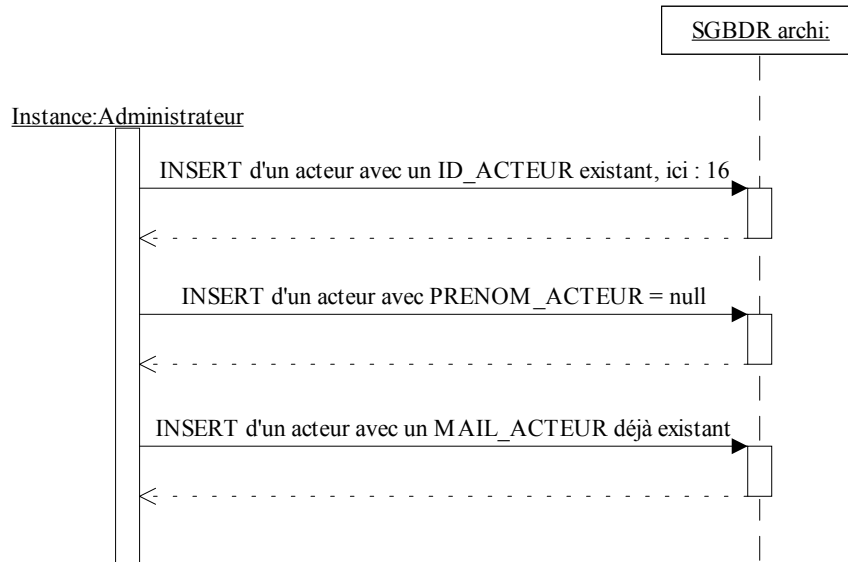 SGBDR archi:
Instance:Administrateur
INSERT d'un acteur avec un ID_ACTEUR existant, ici : 16
INSERT d'un acteur avec PRENOM_ACTEUR = null
INSERT d'un acteur avec un MAIL_ACTEUR déjà existant